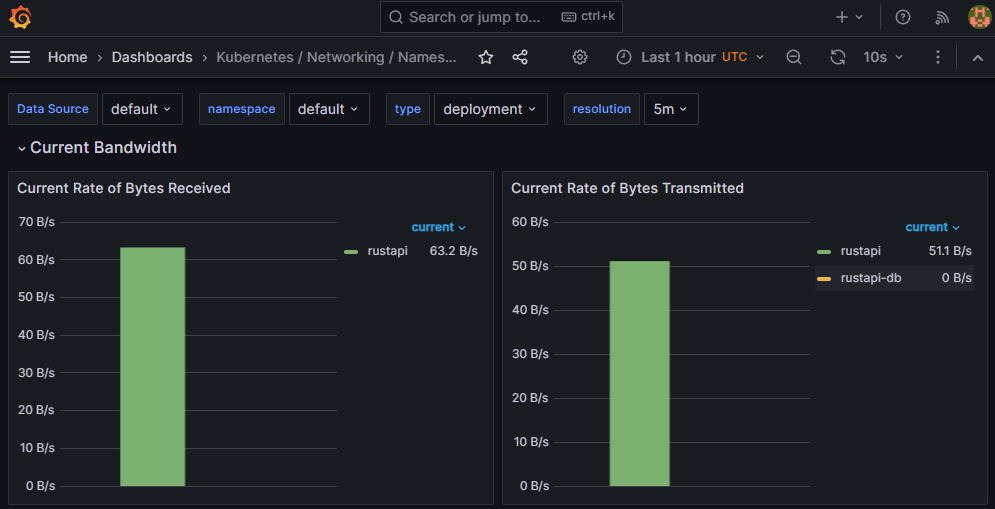 Search or jump to... ctrl+k
Home › Dashboards › Kubernetes / Networking / Names... Last 1 hour UTC 10s
Data Source default namespace default type deployment resolution 5m
Current Bandwidth
Current Rate of Bytes Received
70 B/s
60 B/s
50 B/s
40 B/s
30 B/s
20 B/s
10 B/s
0 B/s
current
rustapi 63.2 B/s
Current Rate of Bytes Transmitted
60 B/s
50 B/s
40 B/s
30 B/s
20 B/s
10 B/s
0 B/s
current
rustapi 51.1 B/s
rustapi-db 0 B/s